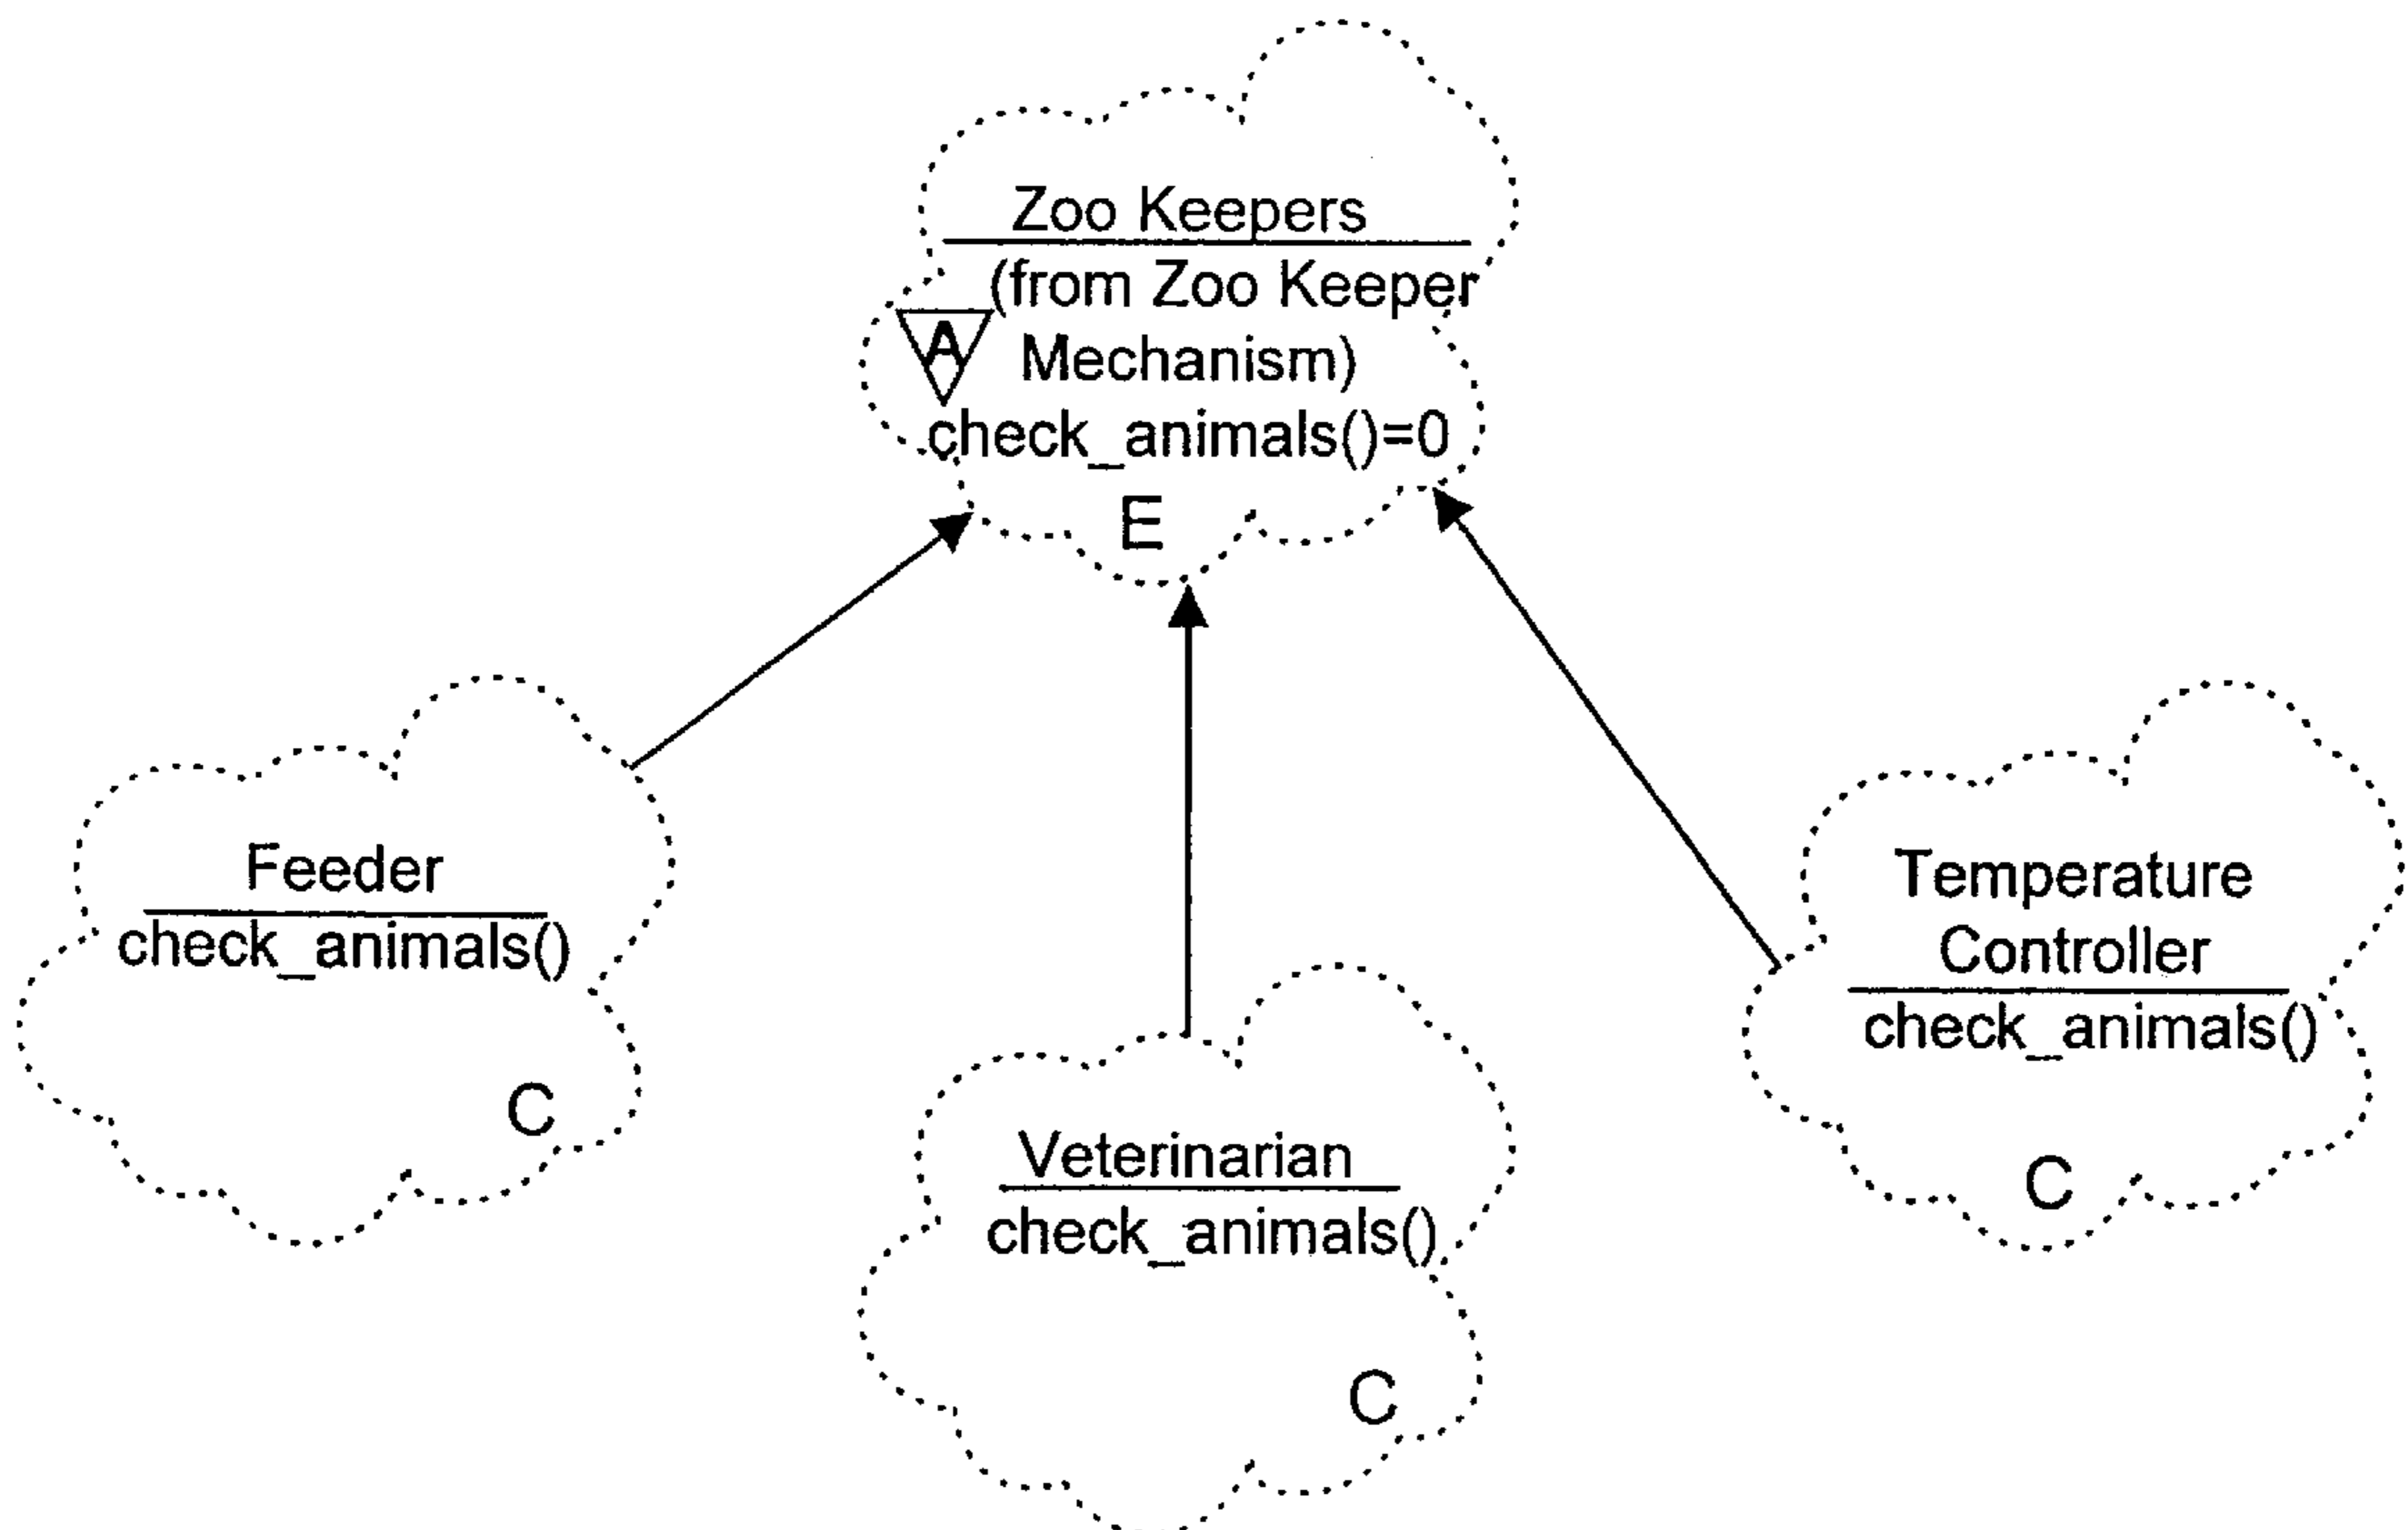 Zoo Keepers
(from Zoo Keeper
A
Mechanism)
check_animals()=0
E
Feeder
check_animals()
C
Veterinarian
check_animals()
C
Temperature
Controller
check_animals()
C